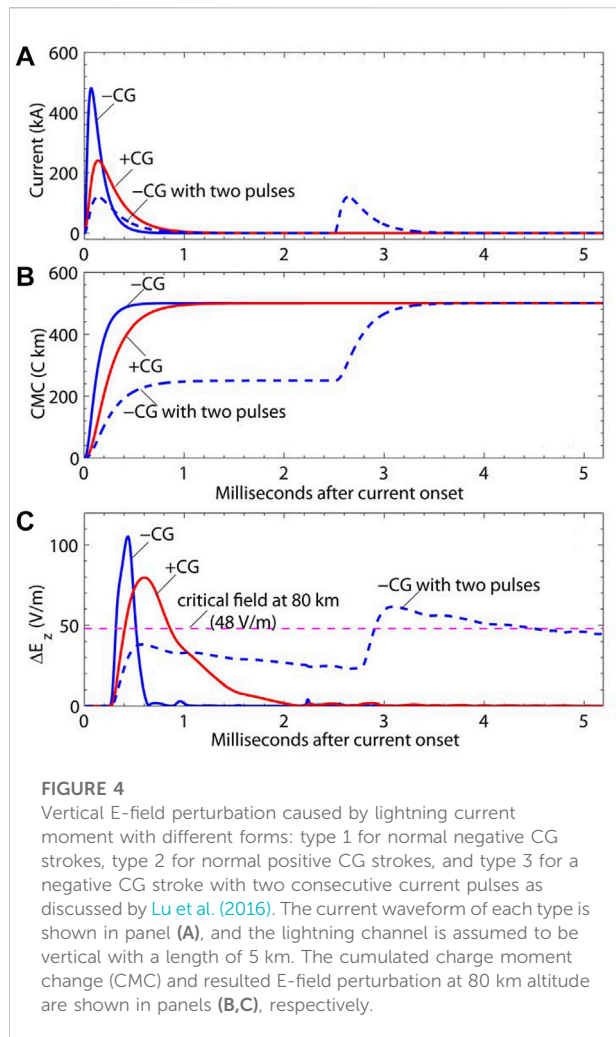 A
600
400
200
0
Current (kA)
−CG
+CG
−CG with two pulses
0 1 2 3 4 5
B
600
400
200
0
CMC (C km)
−CG
+CG
−CG with two pulses
0 1 2 3 4 5
Milliseconds after current onset
C
100
50
0
ΔEz (V/m)
−CG
+CG
−CG with two pulses
critical field at 80 km
(48 V/m)
0 1 2 3 4 5
Milliseconds after current onset
FIGURE 4
Vertical E-field perturbation caused by lightning current
moment with different forms: type 1 for normal negative CG
strokes, type 2 for normal positive CG strokes, and type 3 for a
negative CG stroke with two consecutive current pulses as
discussed by Lu et al. (2016). The current waveform of each type is
shown in panel (A), and the lightning channel is assumed to be
vertical with a length of 5 km. The cumulated charge moment
change (CMC) and resulted E-field perturbation at 80 km altitude
are shown in panels (B,C), respectively.